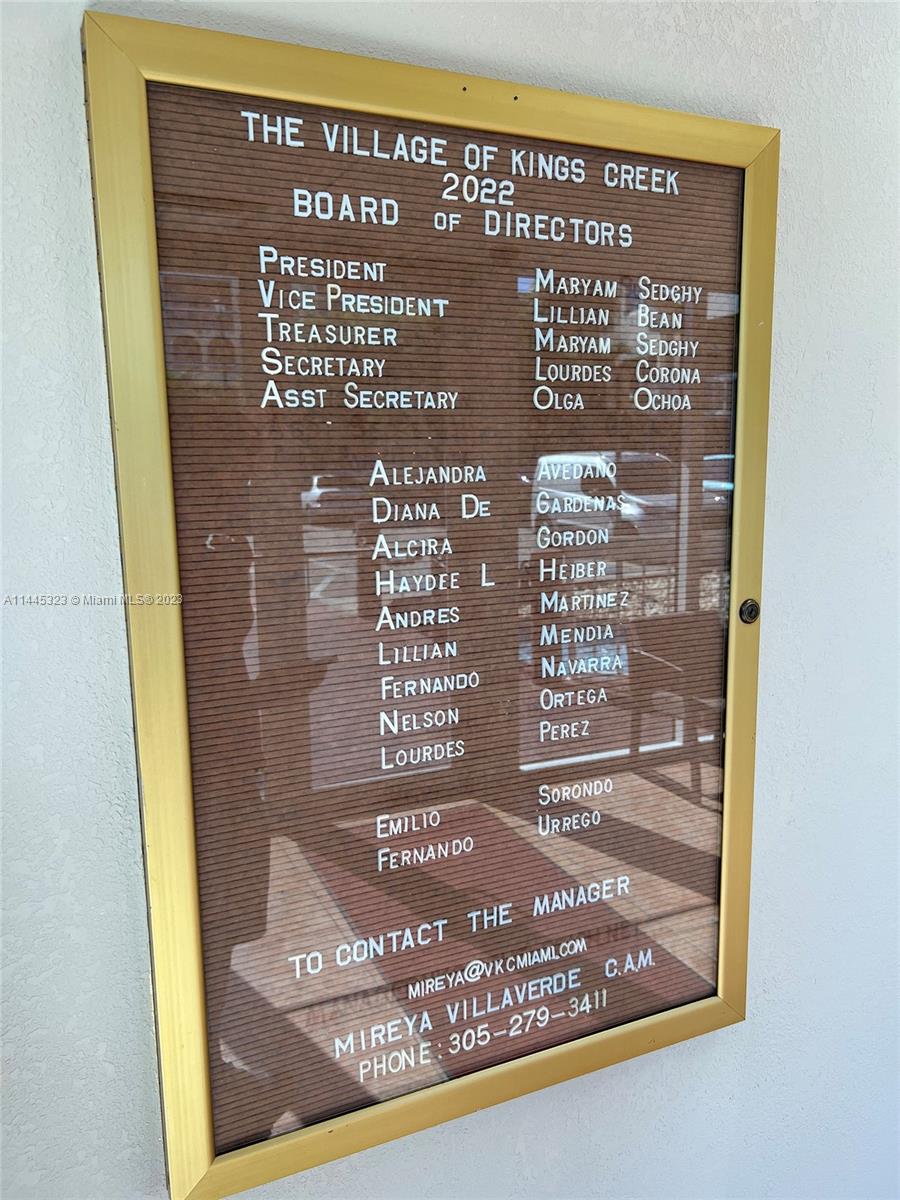 THE VILLAGE OF KINGS CREEK
2022
BOARD OF DIRECTORS
PRESIDENT MARYAM SEDGHY
VICE PRESIDENT LILLIAN BEAN
TREASURER MARYAM SEDGHY
SECRETARY LOURDES CORONA
ASST SECRETARY OLGA OCHOA
ALEJANDRA AVEDANO
DIANA DE CARDENAS
ALCIRA GORDON
HAYDEE L HEIBER
ANDRES MARTINEZ
LILLIAN MENDIA
FERNANDO NAVARRA
NELSON ORTEGA
LOURDES PEREZ
EMILIO SORONDO
FERNANDO URREGO
TO CONTACT THE MANAGER
MIREYA@VKCMIAMI.COM
MIREYA VILLAVERDE C.A.M.
PHONE: 305-279-3411
A11445323 © Miami MLS® 2023